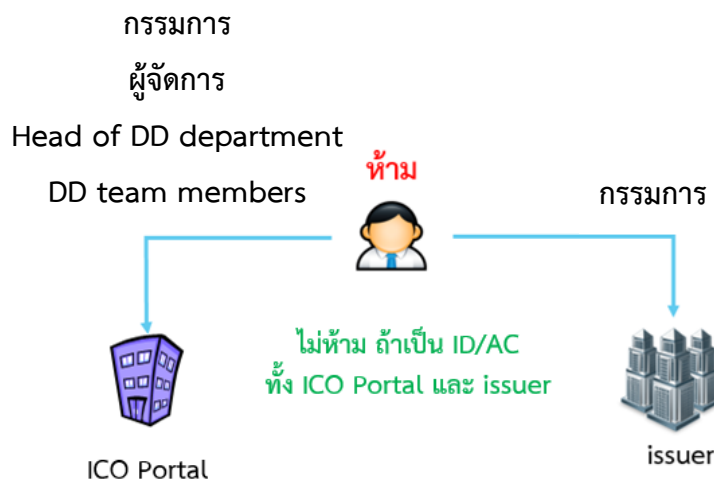 กรรมการ
ผู้จัดการ
Head of DD department
DD team members
ห้าม
กรรมการ
ไม่ห้าม ถ้าเป็น ID/AC
ทั้ง ICO Portal และ issuer
ICO Portal
issuer